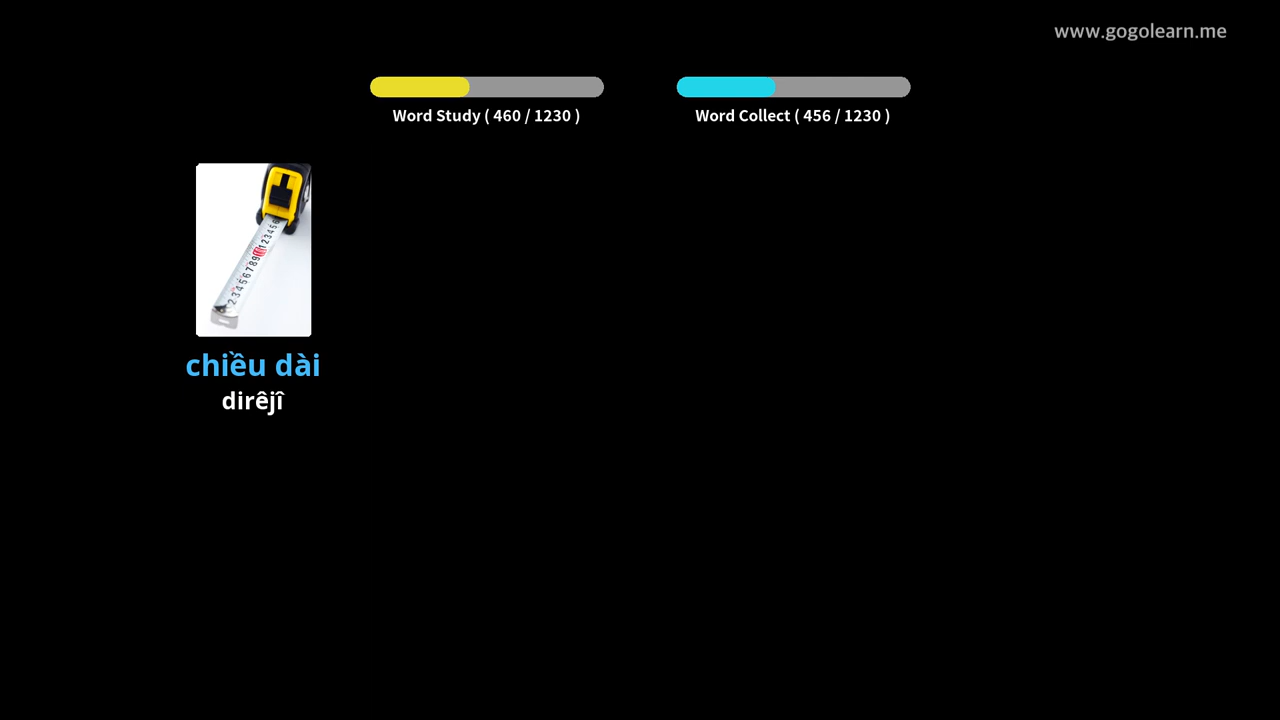 www.gogolearn.me
Word Study ( 460 / 1230 )
Word Collect ( 456 / 1230 )
chiều dài
dirêjî